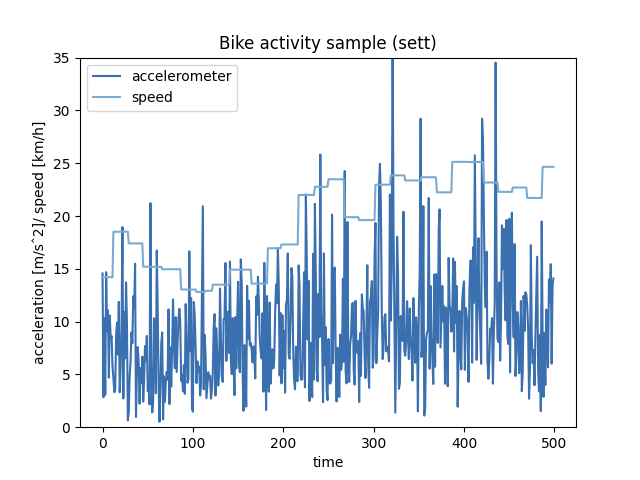 Bike activity sample (sett)
accelerometer
speed
acceleration [m/s^2]/ speed [km/h]
35
30
25
20
15
10
5
0
0 100 200 300 400 500
time